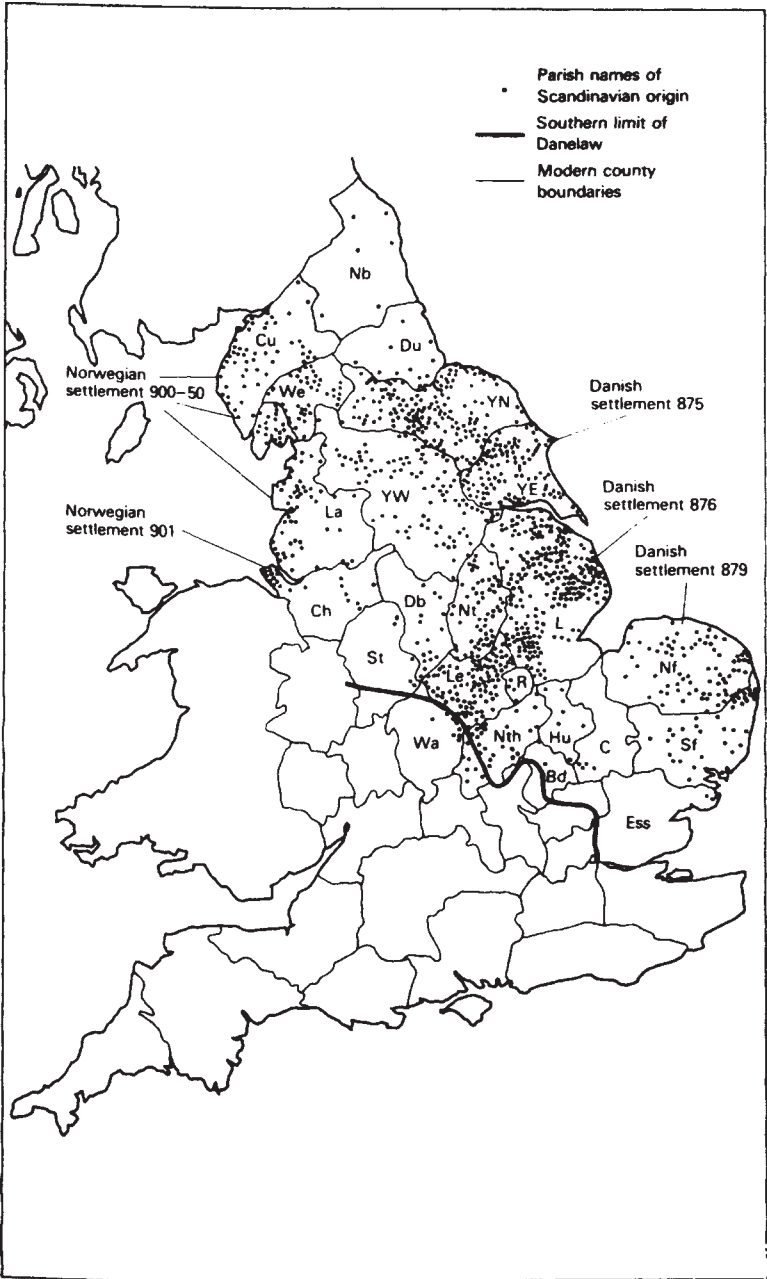 Parish names of
Scandinavian origin
Southern limit of
Danelaw
Modern county
boundaries
Nb
Cu
Du
Norwegian
settlement 900-50
We
YN
Danish
settlement 875
YW
YE
Danish
settlement 876
La
Norwegian
settlement 901
Danish
settlement 879
Ch
Db
Nt
L
St
Le
R
Nf
Wa
Nth
Hu
C
Sf
Bd
Ess